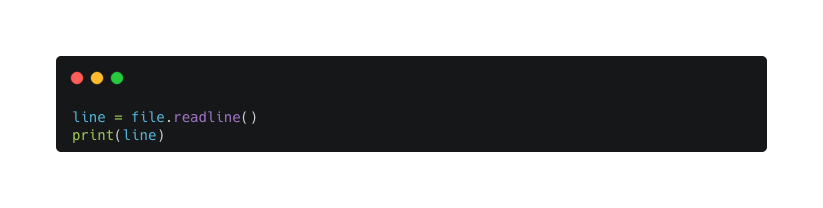 line = file.readline()
print(line)